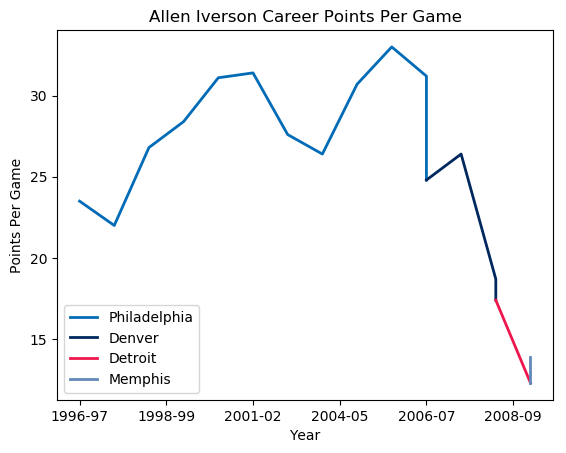 Allen Iverson Career Points Per Game
Points Per Game
30
25
20
15
Philadelphia
Denver
Detroit
Memphis
1996-97 1998-99 2001-02 2004-05 2006-07 2008-09
Year